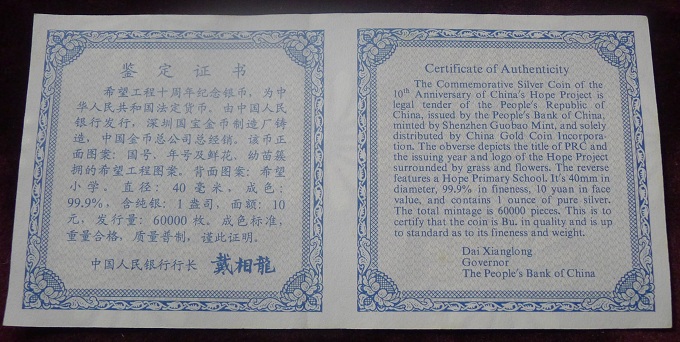 鉴定证书
希望工程十周年纪念银币，为中
华人民共和国法定货币。由中国人民
银行发行，深圳国宝金币制造厂铸
造，中国金币总公司总经销。该币正
面图案：国号、年号及鲜花、幼苗簇
拥的希望工程图案。背面图案：希望
小学。直径：40毫米，成色：
99.9%，含纯银：1盎司，面额：10
元，发行量：60000枚。成色标准，
重量合格，质量普制，谨此证明。
中国人民银行行长 戴相龍
Certificate of Authenticity
The Commemorative Silver Coin of the
10th Anniversary of China's Hope Project is
legal tender of the People's Republic of
China, issued by the People's Bank of China,
minted by Shenzhen Guobao Mint, and solely
distributed by China Gold Coin Incorpora-
tion. The obverse depicts the title of PRC and
the issuing year and logo of the Hope Project
surrounded by grass and flowers. The reverse
features a Hope Primary School. It's 40mm in
diameter, 99.9% in fineness, 10 yuan in face
value, and contains 1 ounce of pure silver.
The total mintage is 60000 pieces. This is to
certify that the coin is Bu. in quality and is up
to standard as to its fineness and weight.
Dai Xianglong
Governor
The People's Bank of China